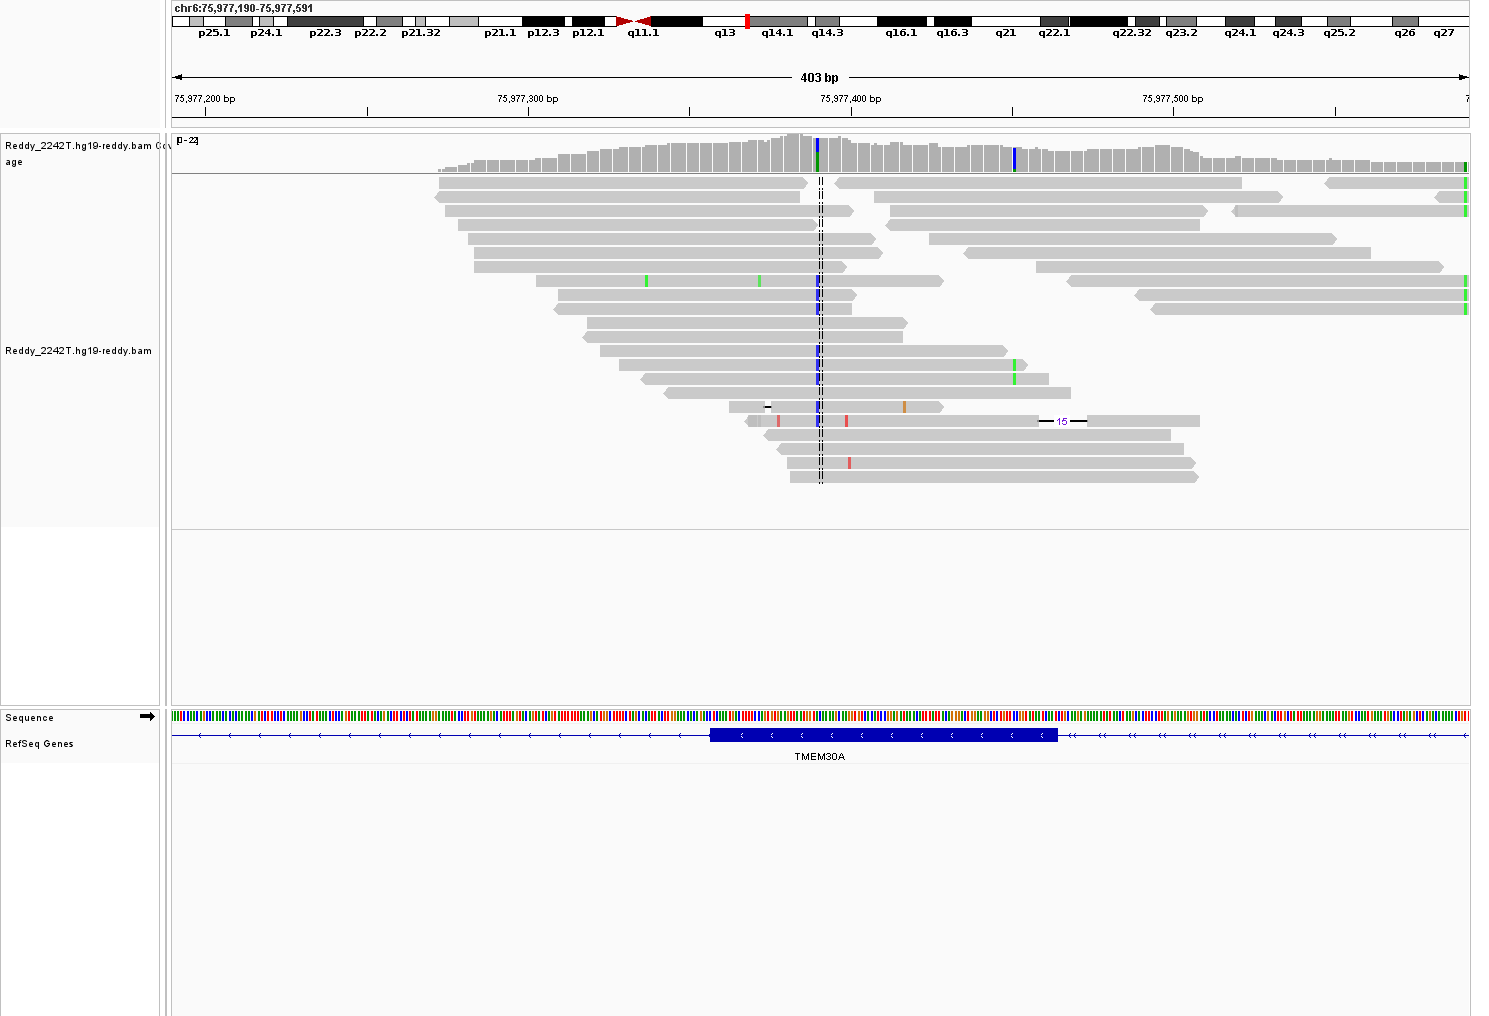 chr6:75,977,190-75,977,591
p25.1 p24.1 p22.3 p22.2 p21.32 p21.1 p12.3 p12.1 q11.1 q13 q14.1 q14.3 q16.1 q16.3 q21 q22.1 q22.32 q23.2 q24.1 q24.3 q25.2 q26 q27
403 bp
75,977,200 bp 75,977,300 bp 75,977,400 bp 75,977,500 bp 7
[0-22]
Reddy_2242T.hg19-reddy.bam Cov
age
Reddy_2242T.hg19-reddy.bam
15
Sequence
RefSeq Genes
TMEM30A